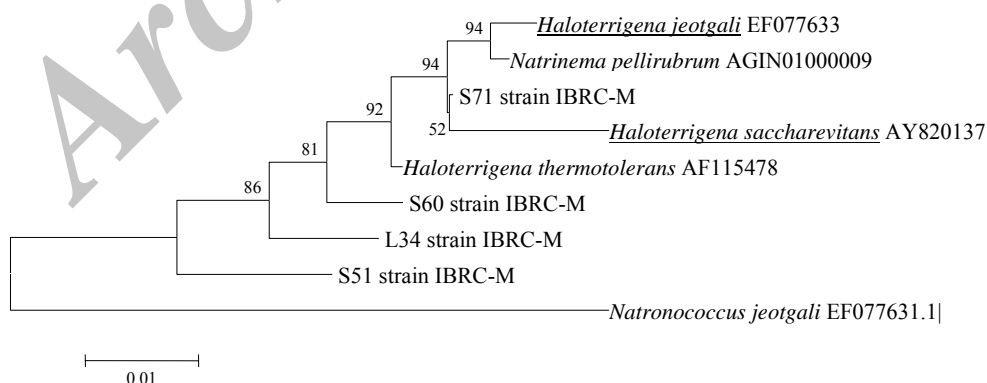 Arc
94
Haloterrigena jeotgali EF077633
Natrinema pellirubrum AGIN01000009
94
S71 strain IBRC-M
92
52
Haloterrigena saccharevitans AY820137
81
Haloterrigena thermotolerans AF115478
86
S60 strain IBRC-M
L34 strain IBRC-M
S51 strain IBRC-M
Natronococcus jeotgali EF077631.1|
0.01